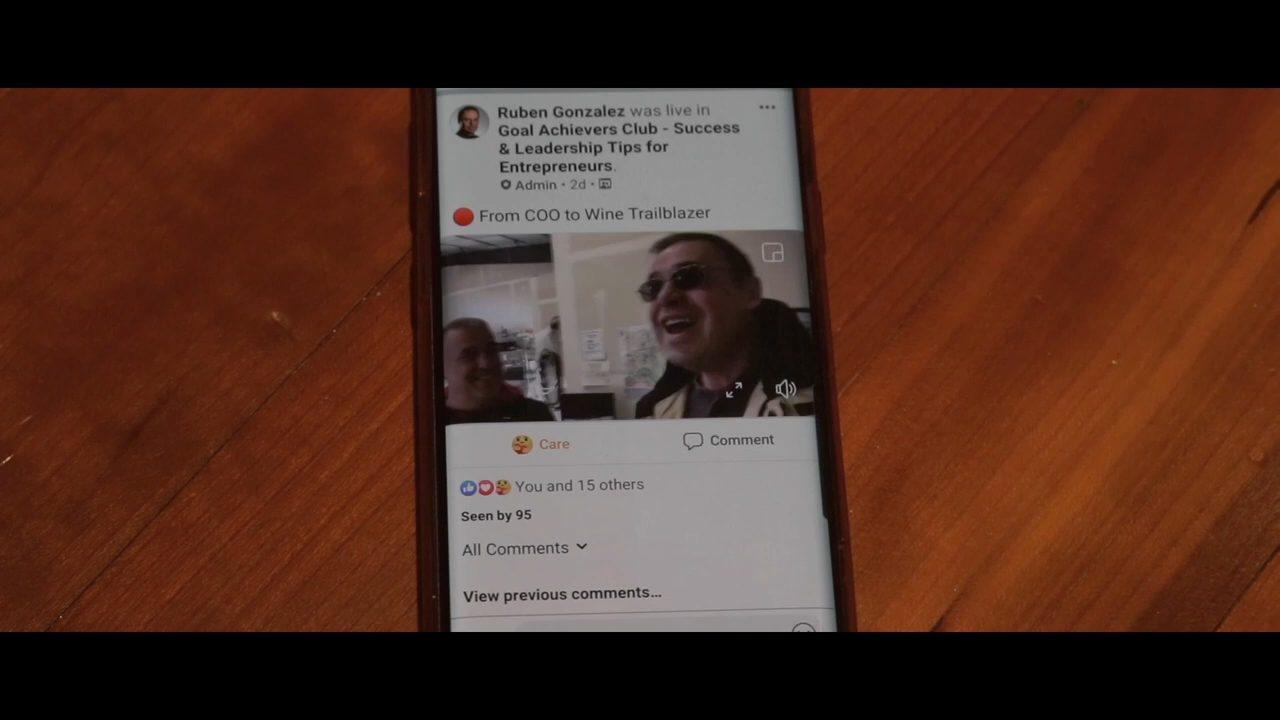 Ruben Gonzalez was live in
Goal Achievers Club - Success
& Leadership Tips for
Entrepreneurs.
Admin · 2d ·
From COO to Wine Trailblazer
Care
Comment
You and 15 others
Seen by 95
All Comments
View previous comments...